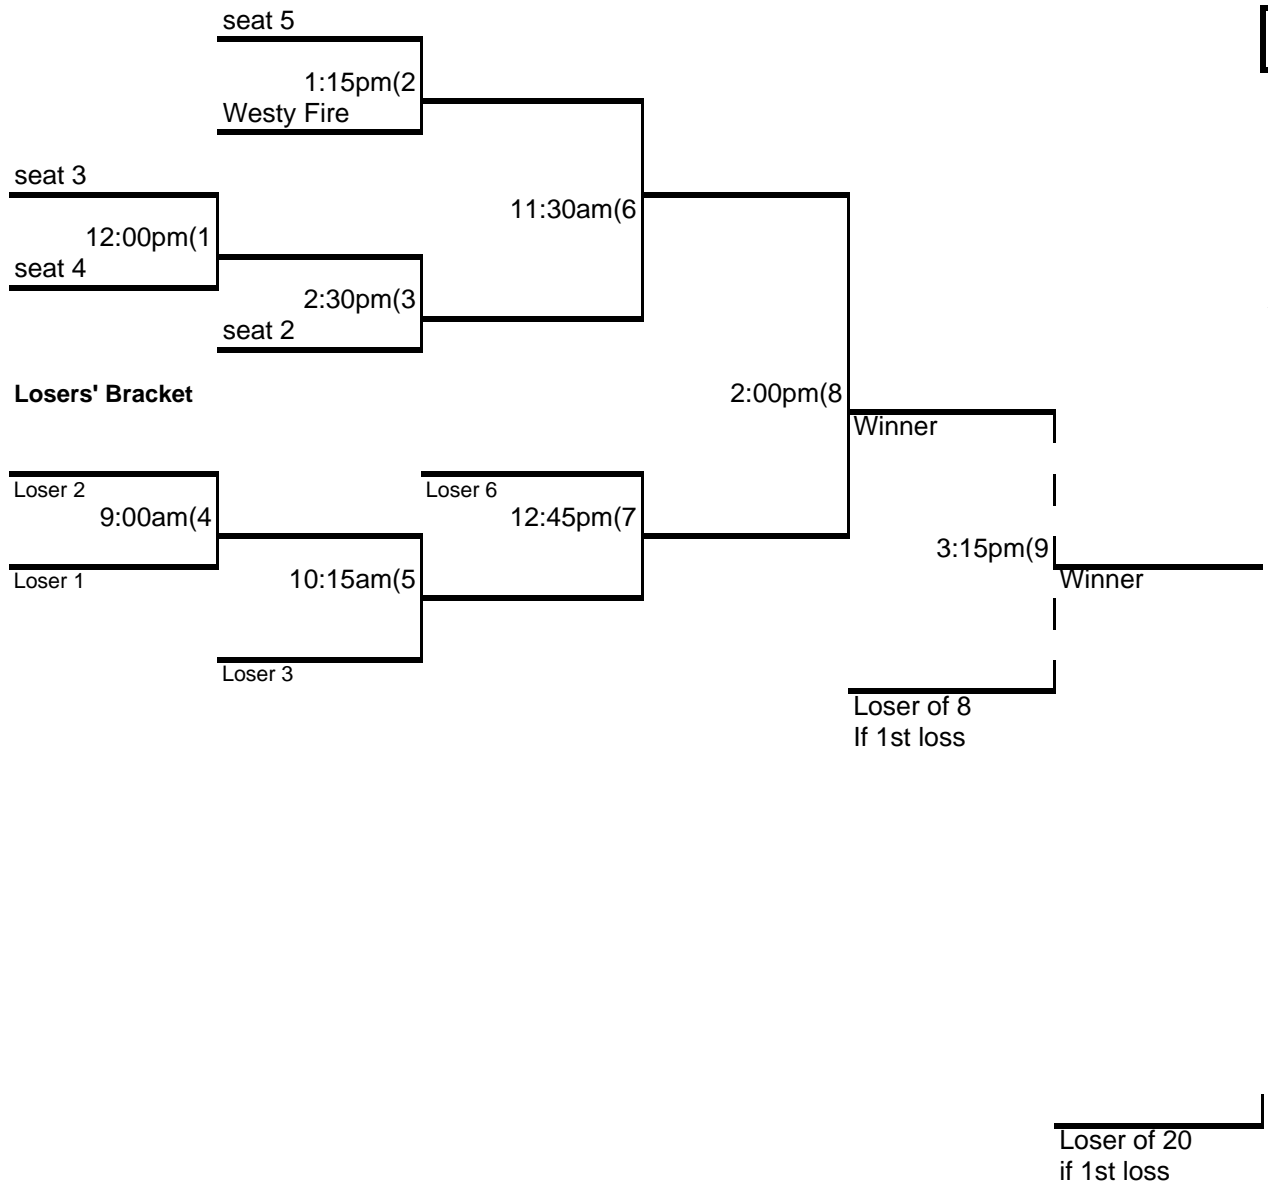 seat 5
1:15pm(2
Westy Fire
seat 3
11:30am(6
12:00pm(1
seat 4
2:30pm(3
seat 2
Losers' Bracket
2:00pm(8
Winner
Loser 2
Loser 6
9:00am(4
12:45pm(7
3:15pm(9
Loser 1
10:15am(5
Winner
Loser 3
Loser of 8
If 1st loss
Loser of 20
if 1st loss